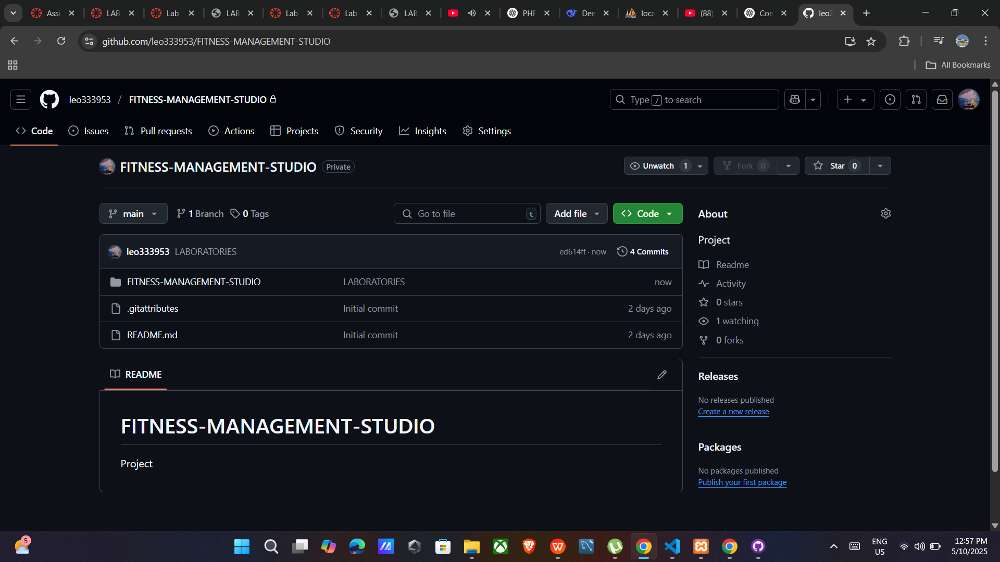 Assi
LAB
Lab
LAB
Lab
Lab
LAB
PHP
Dee
loca
(88)
Con
leo3
github.com/leo333953/FITNESS-MANAGEMENT-STUDIO
All Bookmarks
leo333953 / FITNESS-MANAGEMENT-STUDIO
Type / to search
Code
Issues
Pull requests
Actions
Projects
Security
Insights
Settings
FITNESS-MANAGEMENT-STUDIO Private
Unwatch 1
Fork 0
Star 0
main
1 Branch
0 Tags
Go to file t
Add file
Code
leo333953 LABORATORIES
ed614ff · now
4 Commits
FITNESS-MANAGEMENT-STUDIO LABORATORIES now
.gitattributes Initial commit 2 days ago
README.md Initial commit 2 days ago
README
FITNESS-MANAGEMENT-STUDIO
Project
About
Project
Readme
Activity
0 stars
1 watching
0 forks
Releases
No releases published
Create a new release
Packages
No packages published
Publish your first package
5
ENG
US
12:57 PM
5/10/2025